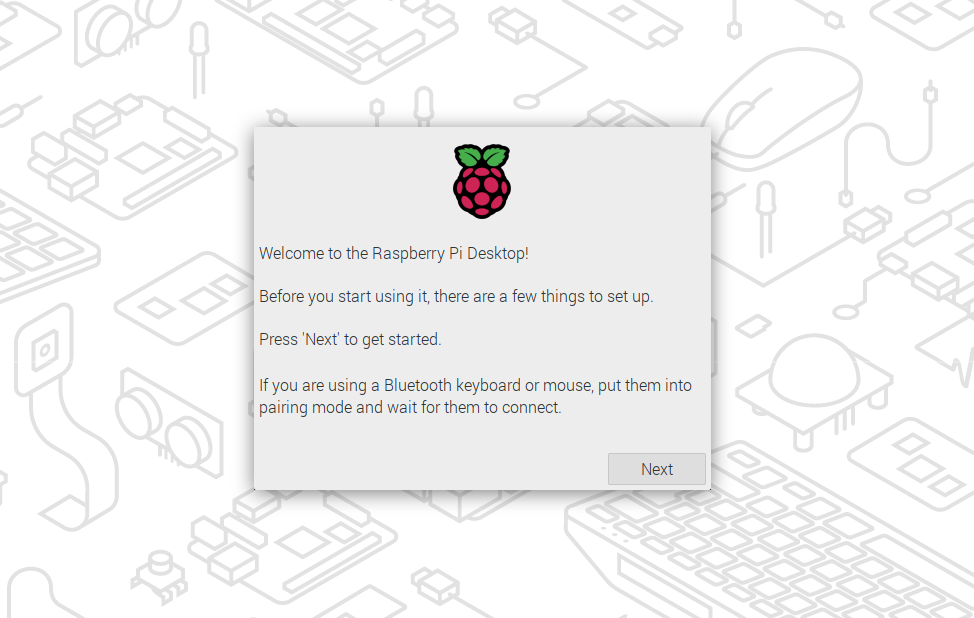 Welcome to the Raspberry Pi Desktop!
Before you start using it, there are a few things to set up.
Press 'Next' to get started.
If you are using a Bluetooth keyboard or mouse, put them into
pairing mode and wait for them to connect.
Next